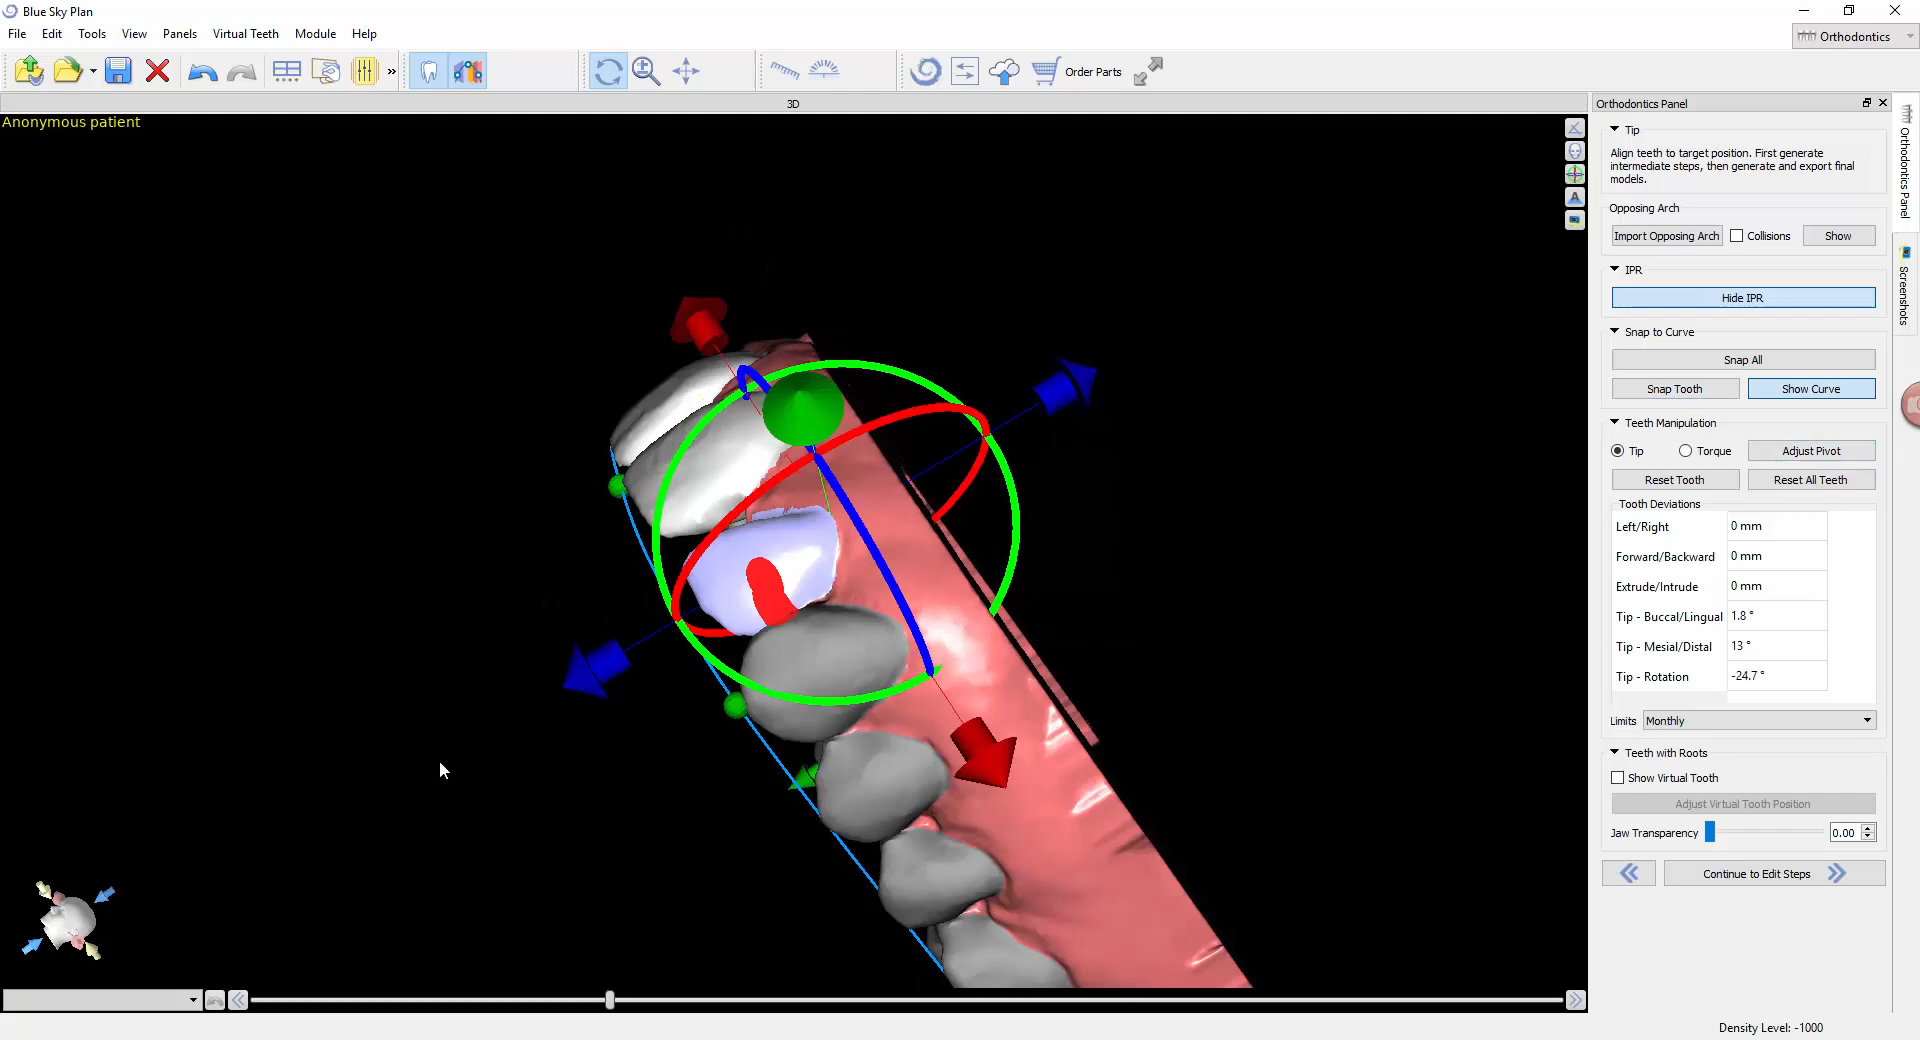 Blue Sky Plan
File Edit Tools View Panels Virtual Teeth Module Help
Orthodontics
»
Order Parts
3D
Anonymous patient
Orthodontics Panel
Tip
Align teeth to target position. First generate
intermediate steps, then generate and export final
models.
Opposing Arch
Import Opposing Arch Collisions Show
IPR
Hide IPR
Snap to Curve
Snap All
Snap Tooth Show Curve
Teeth Manipulation
Tip Torque Adjust Pivot
Reset Tooth Reset All Teeth
Tooth Deviations
Left/Right 0 mm
Forward/Backward 0 mm
Extrude/Intrude 0 mm
Tip - Buccal/Lingual 1.8 °
Tip - Mesial/Distal 13 °
Tip - Rotation -24.7 °
Limits Monthly
Teeth with Roots
Show Virtual Tooth
Adjust Virtual Tooth Position
Jaw Transparency 0.00
Continue to Edit Steps
Orthodontics Panel
Screenshots
Density Level: -1000